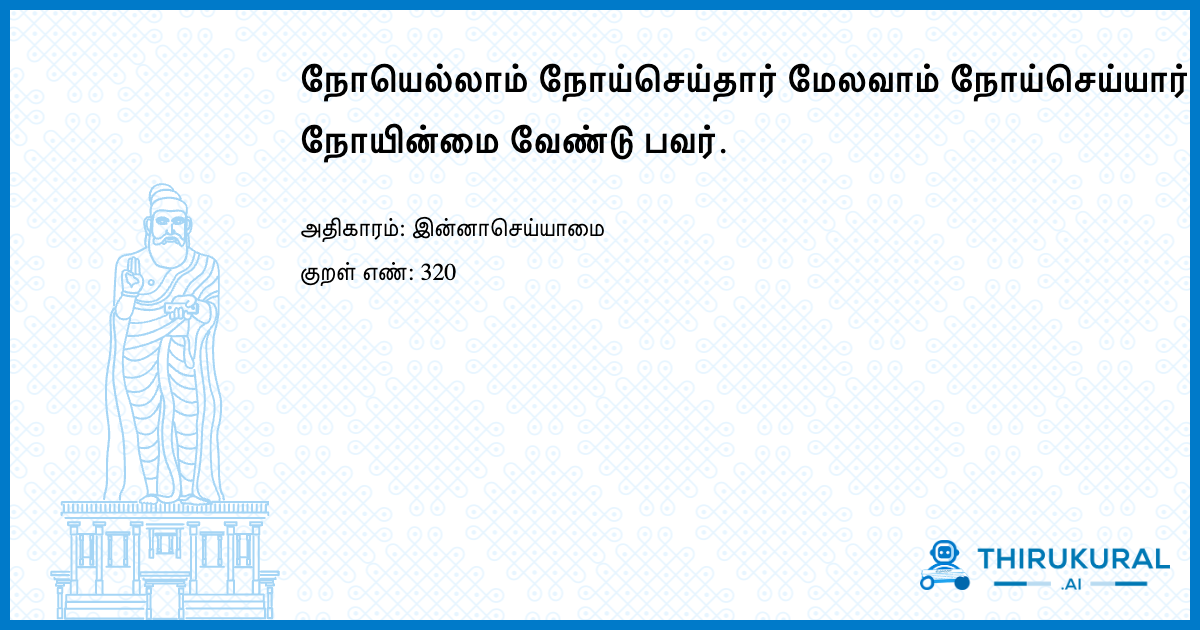 நோயெல்லாம் நோய்செய்தார் மேலவாம் நோய்செய்யார்
நோயின்மை வேண்டு பவர்.
அதிகாரம்: இன்னாசெய்யாமை
குறள் எண்: 320
THIRUKURAL
.AI